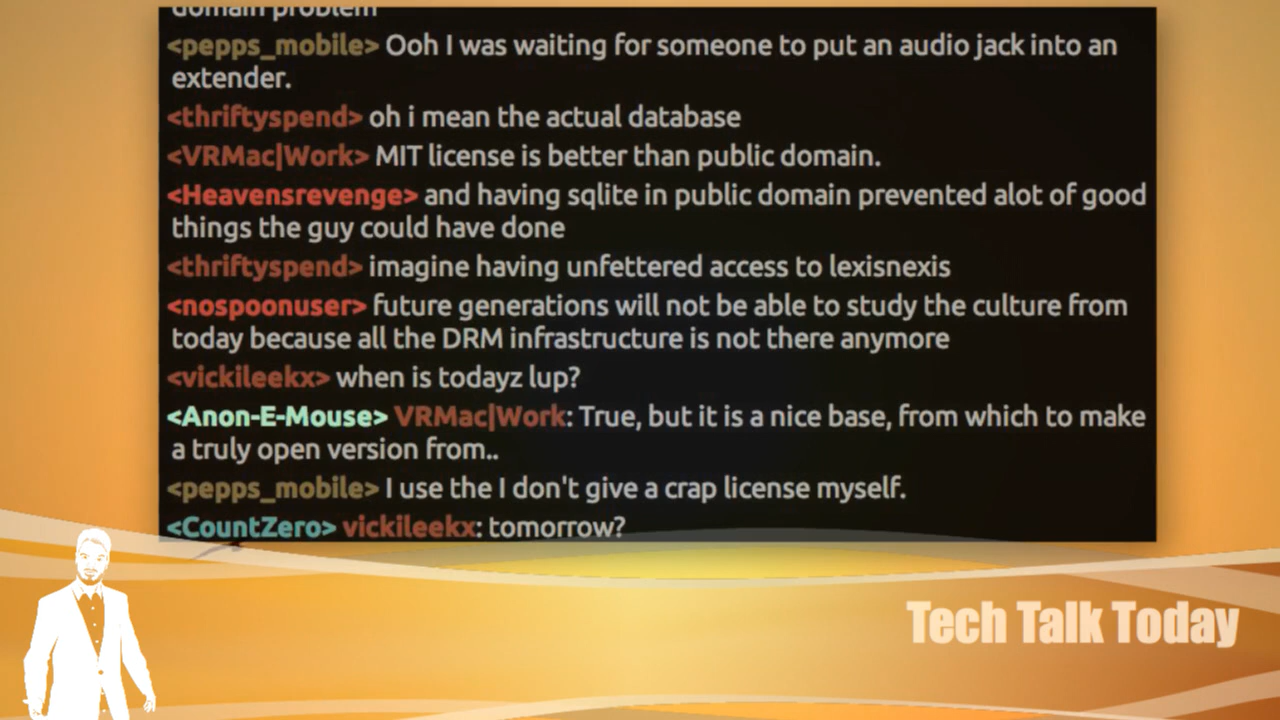 domain problem
<pepps_mobile> Ooh I was waiting for someone to put an audio jack into an
extender.
<thriftyspend> oh i mean the actual database
<VRMac|Work> MIT license is better than public domain.
<Heavensrevenge> and having sqlite in public domain prevented alot of good
things the guy could have done
<thriftyspend> imagine having unfettered access to lexisnexis
<nospoonuser> future generations will not be able to study the culture from
today because all the DRM infrastructure is not there anymore
<vickileekx> when is todayz lup?
<Anon-E-Mouse> VRMac|Work: True, but it is a nice base, from which to make
a truly open version from..
<pepps_mobile> I use the I don't give a crap license myself.
<CountZero> vickileekx: tomorrow?
Tech Talk Today